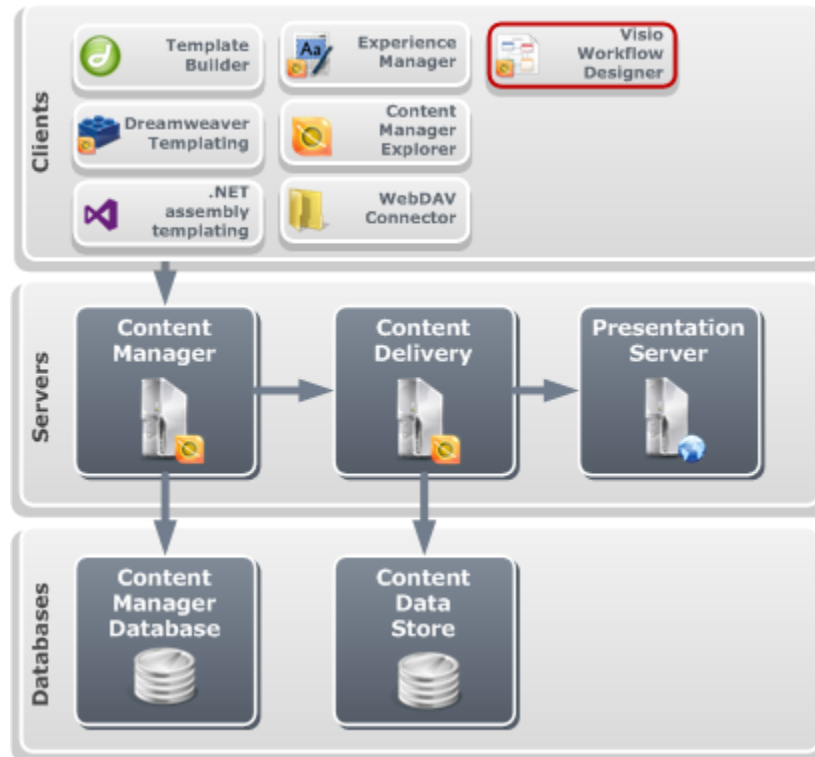 Clients
Template
Builder
Experience
Manager
Aa
Visio
Workflow
Designer
Dreamweaver
Templating
Content
Manager
Explorer
.NET
assembly
templating
WebDAV
Connector
Servers
Content
Manager
Content
Delivery
Presentation
Server
Databases
Content
Manager
Database
Content
Data
Store